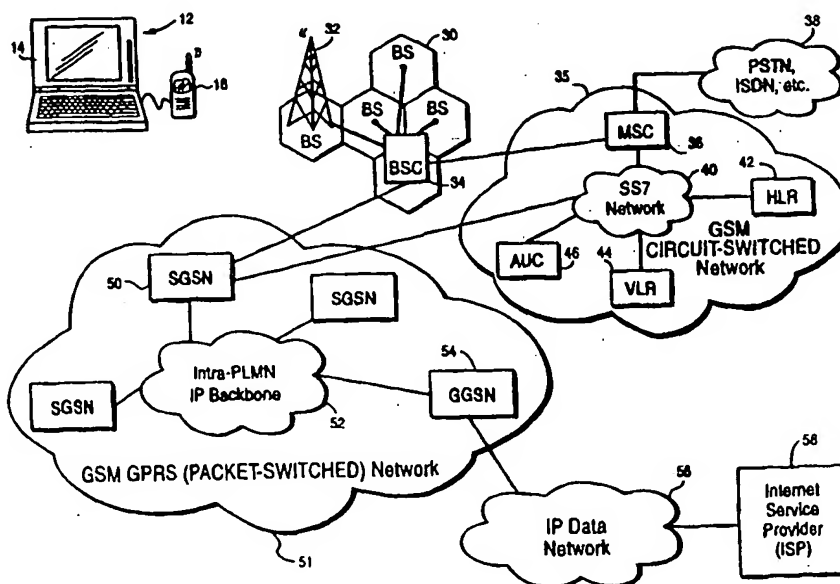 12
14
18
32
30
BS
BS
BS
BS
BSC
34
38
PSTN,
ISDN, etc.
35
MSC
36
40
SS7
Network
42
HLR
GSM
CIRCUIT-SWITCHED
Network
AUC
46
44
VLR
50
SGSN
SGSN
SGSN
Intra-PLMN
IP Backbone
52
54
GGSN
GSM GPRS (PACKET-SWITCHED) Network
51
IP Data
Network
Internet
Service
Provider
(ISP)